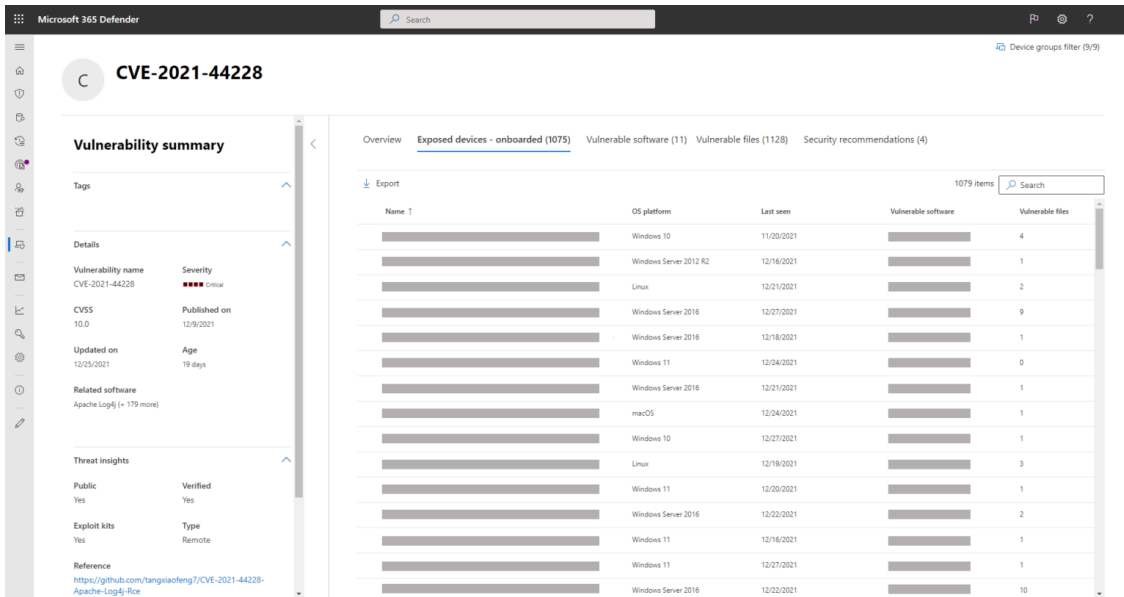 Microsoft 365 Defender
Search
Device groups filter (9/9)
C
CVE-2021-44228
Vulnerability summary
Tags
Details
Vulnerability name Severity
CVE-2021-44228 Critical
CVSS Published on
10.0 12/9/2021
Updated on Age
12/25/2021 19 days
Related software
Apache Log4j (+ 179 more)
Threat insights
Public Verified
Yes Yes
Exploit kits Type
Yes Remote
Reference
https://github.com/tangxiaofeng7/CVE-2021-44228-
Apache-Log4j-Rce
Overview Exposed devices - onboarded (1075) Vulnerable software (11) Vulnerable files (1128) Security recommendations (4)
Export 1079 items Search
Name ↑ OS platform Last seen Vulnerable software Vulnerable files
Windows 10 11/20/2021 4
Windows Server 2012 R2 12/16/2021 1
Linux 12/21/2021 2
Windows Server 2016 12/27/2021 9
Windows Server 2016 12/18/2021 1
Windows 11 12/24/2021 0
Windows Server 2016 12/21/2021 1
macOS 12/24/2021 1
Windows 10 12/27/2021 1
Linux 12/19/2021 3
Windows 11 12/20/2021 1
Windows Server 2016 12/22/2021 2
Windows 11 12/16/2021 1
Windows 11 12/27/2021 1
Windows Server 2016 12/22/2021 10